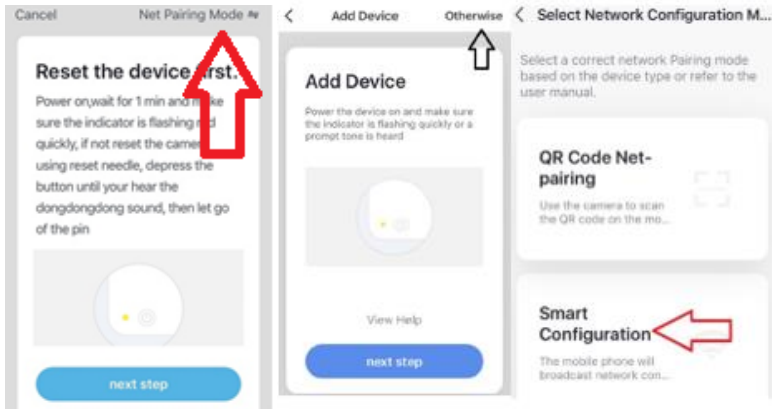 Cancel
Net Pairing Mode ⇋
Reset the device first.
Power on,wait for 1 min and make
sure the indicator is flashing red
quickly, if not reset the camera
using reset needle, depress the
button until your hear the
dongdongdong sound, then let go
of the pin
next step
Add Device
Otherwise
Add Device
Power the device on and make sure
the indicator is flashing quickly or a
prompt tone is heard
View Help
next step
Select Network Configuration M...
Select a correct network Pairing mode
based on the device type or refer to the
user manual.
QR Code Net-
pairing
Use the camera to scan
the QR code on the mo...
Smart
Configuration
The mobile phone will
broadcast network con...